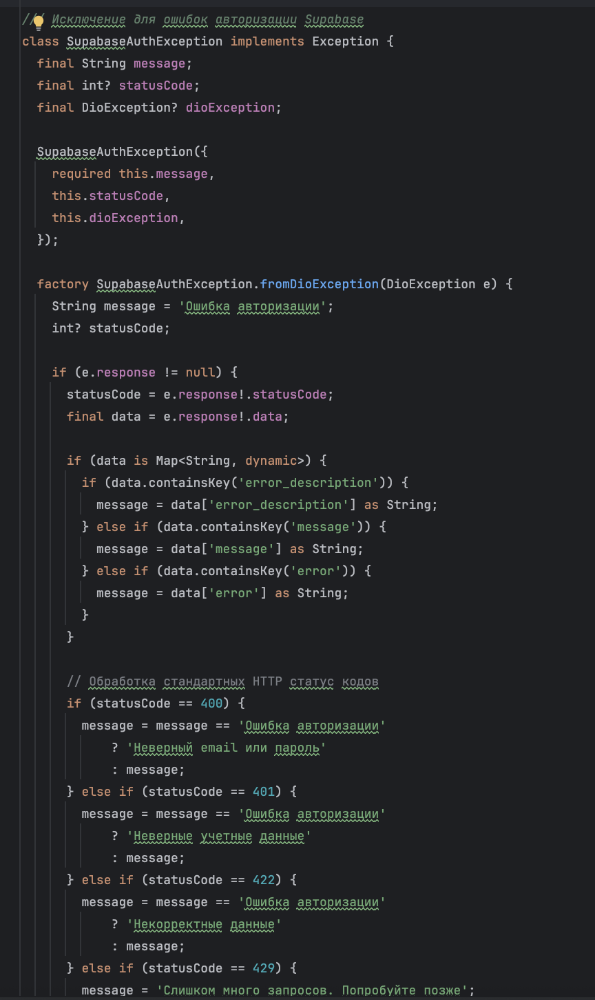 /// Исключение для ошибок авторизации Supabase
class SupabaseAuthException implements Exception {
  final String message;
  final int? statusCode;
  final DioException? dioException;

  SupabaseAuthException({
    required this.message,
    this.statusCode,
    this.dioException,
  });

  factory SupabaseAuthException.fromDioException(DioException e) {
    String message = 'Ошибка авторизации';
    int? statusCode;

    if (e.response != null) {
      statusCode = e.response!.statusCode;
      final data = e.response!.data;

      if (data is Map<String, dynamic>) {
        if (data.containsKey('error_description')) {
          message = data['error_description'] as String;
        } else if (data.containsKey('message')) {
          message = data['message'] as String;
        } else if (data.containsKey('error')) {
          message = data['error'] as String;
        }
      }

      // Обработка стандартных HTTP статус кодов
      if (statusCode == 400) {
        message = message == 'Ошибка авторизации'
            ? 'Неверный email или пароль'
            : message;
      } else if (statusCode == 401) {
        message = message == 'Ошибка авторизации'
            ? 'Неверные учетные данные'
            : message;
      } else if (statusCode == 422) {
        message = message == 'Ошибка авторизации'
            ? 'Некорректные данные'
            : message;
      } else if (statusCode == 429) {
        message = 'Слишком много запросов. Попробуйте позже';